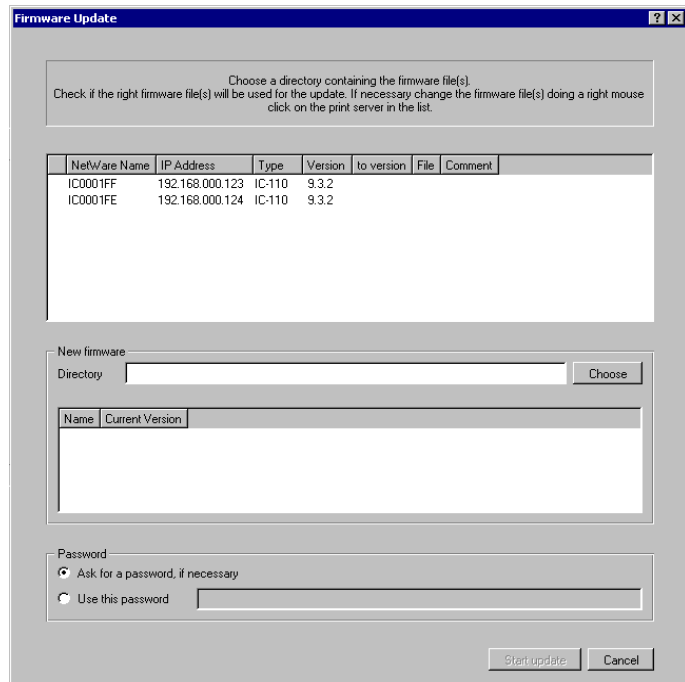 Firmware Update
Choose a directory containing the firmware file(s).
Check if the right firmware file(s) will be used for the update. If necessary change the firmware file(s) doing a right mouse
click on the print server in the list.
NetWare Name IP Address Type Version to version File Comment
IC0001FF 192.168.000.123 IC-110 9.3.2
IC0001FE 192.168.000.124 IC-110 9.3.2
New firmware
Directory Choose
Name Current Version
Password
Ask for a password, if necessary
Use this password
Start update Cancel